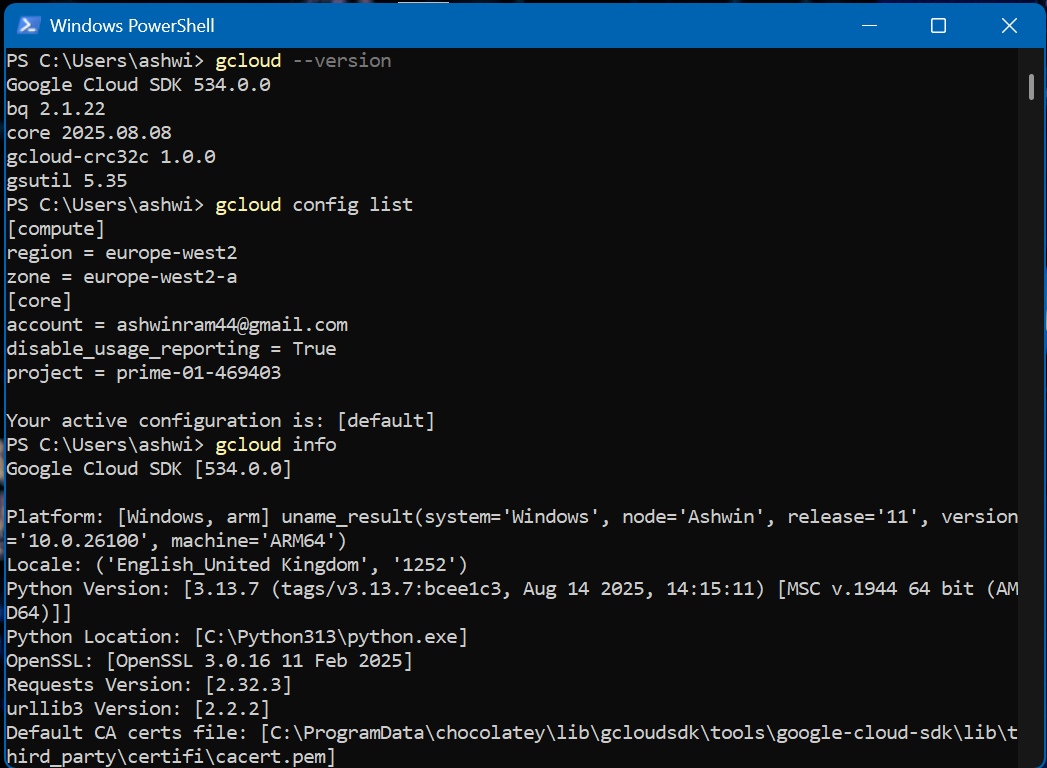 Windows PowerShell
PS C:\Users\ashwi> gcloud --version
Google Cloud SDK 534.0.0
bq 2.1.22
core 2025.08.08
gcloud-crc32c 1.0.0
gsutil 5.35
PS C:\Users\ashwi> gcloud config list
[compute]
region = europe-west2
zone = europe-west2-a
[core]
account = ashwinram44@gmail.com
disable_usage_reporting = True
project = prime-01-469403
Your active configuration is: [default]
PS C:\Users\ashwi> gcloud info
Google Cloud SDK [534.0.0]
Platform: [Windows, arm] uname_result(system='Windows', node='Ashwin', release='11', version
='10.0.26100', machine='ARM64')
Locale: ('English_United Kingdom', '1252')
Python Version: [3.13.7 (tags/v3.13.7:bcee1c3, Aug 14 2025, 14:15:11) [MSC v.1944 64 bit (AM
D64)]]
Python Location: [C:\Python313\python.exe]
OpenSSL: [OpenSSL 3.0.16 11 Feb 2025]
Requests Version: [2.32.3]
urllib3 Version: [2.2.2]
Default CA certs file: [C:\ProgramData\chocolatey\lib\gcloudsdk\tools\google-cloud-sdk\lib\t
hird_party\certifi\cacert.pem]